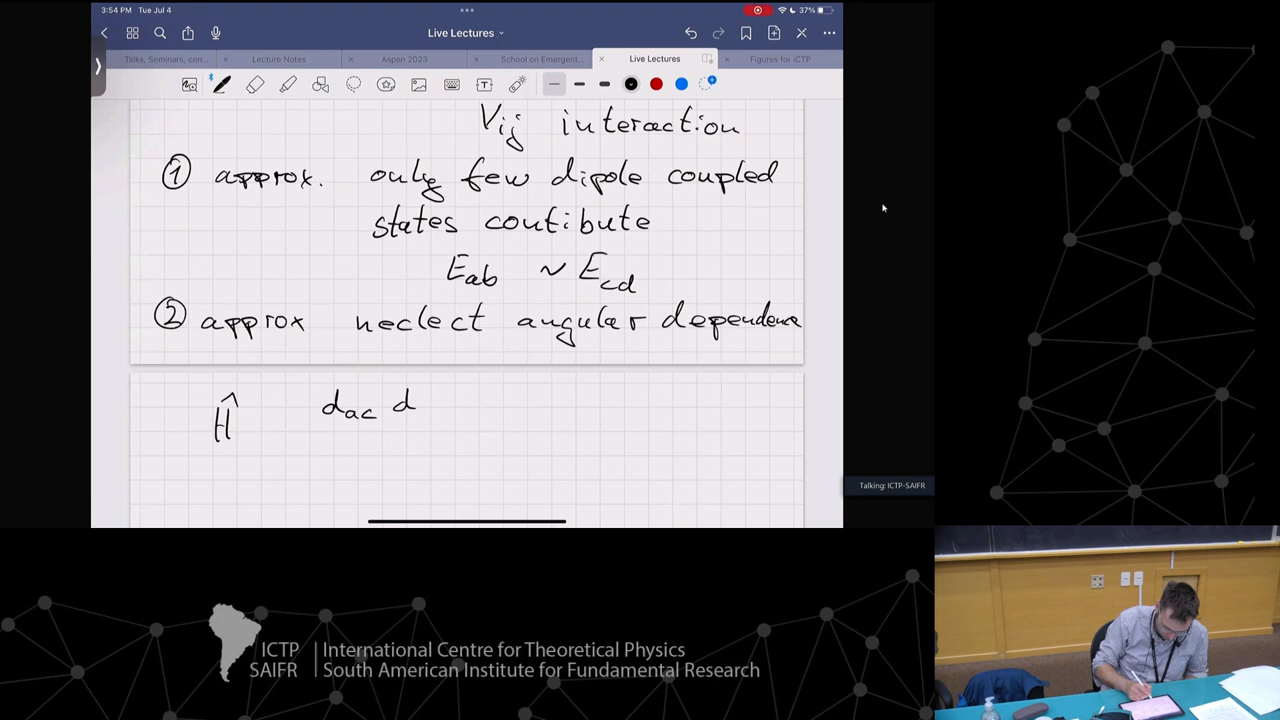 3:54 PM Tue Jul 4
37%
Live Lectures
Talks, Seminars, con...
Lecture Notes
Aspen 2023
School on Emergent...
Live Lectures
Figures for iCTP
Vij interaction
① approx. only few dipole coupled
states contibute
Eab ~ Ecd
② approx neclect angular dependence
Ĥ dac d
Talking: ICTP-SAIFR
ICTP International Centre for Theoretical Physics
SAIFR South American Institute for Fundamental Research